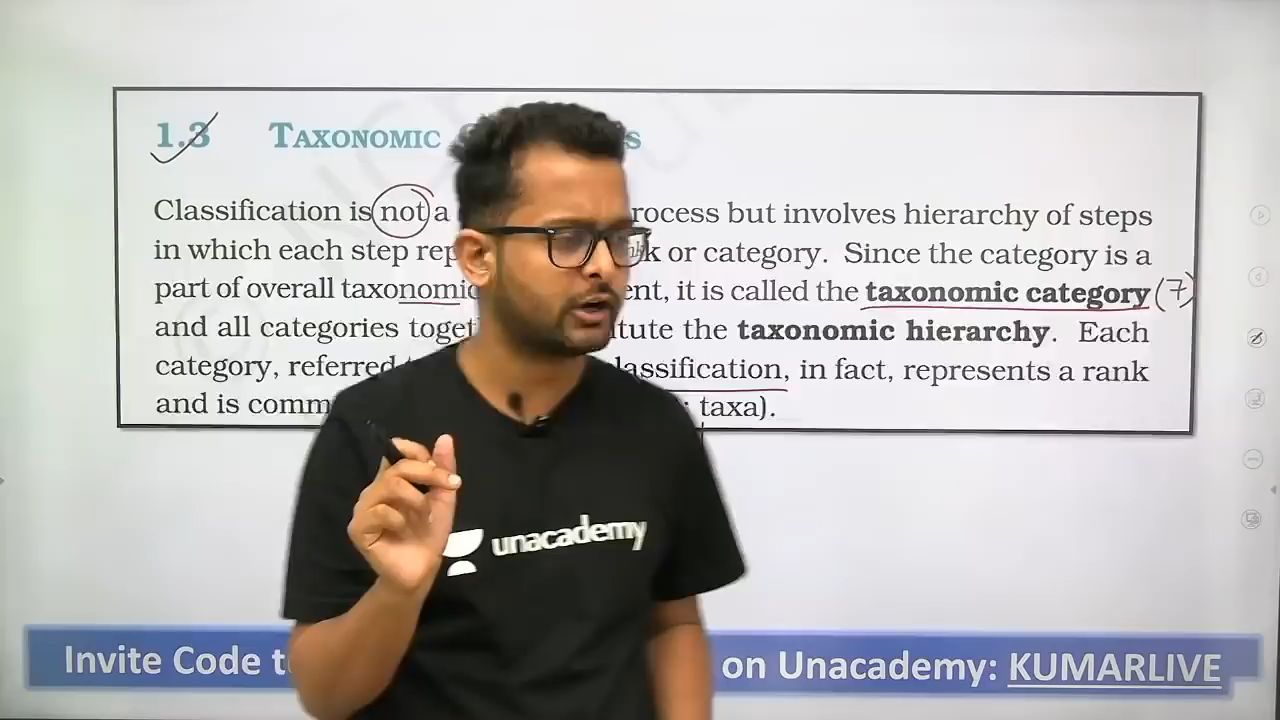 1.3 TAXONOMIC
Classification is not a rocess but involves hierarchy of steps
in which each step rep k or category. Since the category is a
part of overall taxonomic ent, it is called the taxonomic category (7)
and all categories toget tute the taxonomic hierarchy. Each
category, referred lassification, in fact, represents a rank
and is comm : taxa).
unacademy
Invite Code t on Unacademy: KUMARLIVE